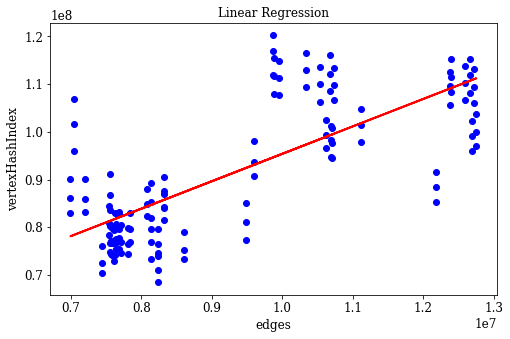 Linear Regression
1e8
1.2
1.1
1.0
0.9
0.8
0.7
vertexHashIndex
0.7 0.8 0.9 1.0 1.1 1.2 1.3
1e7
edges